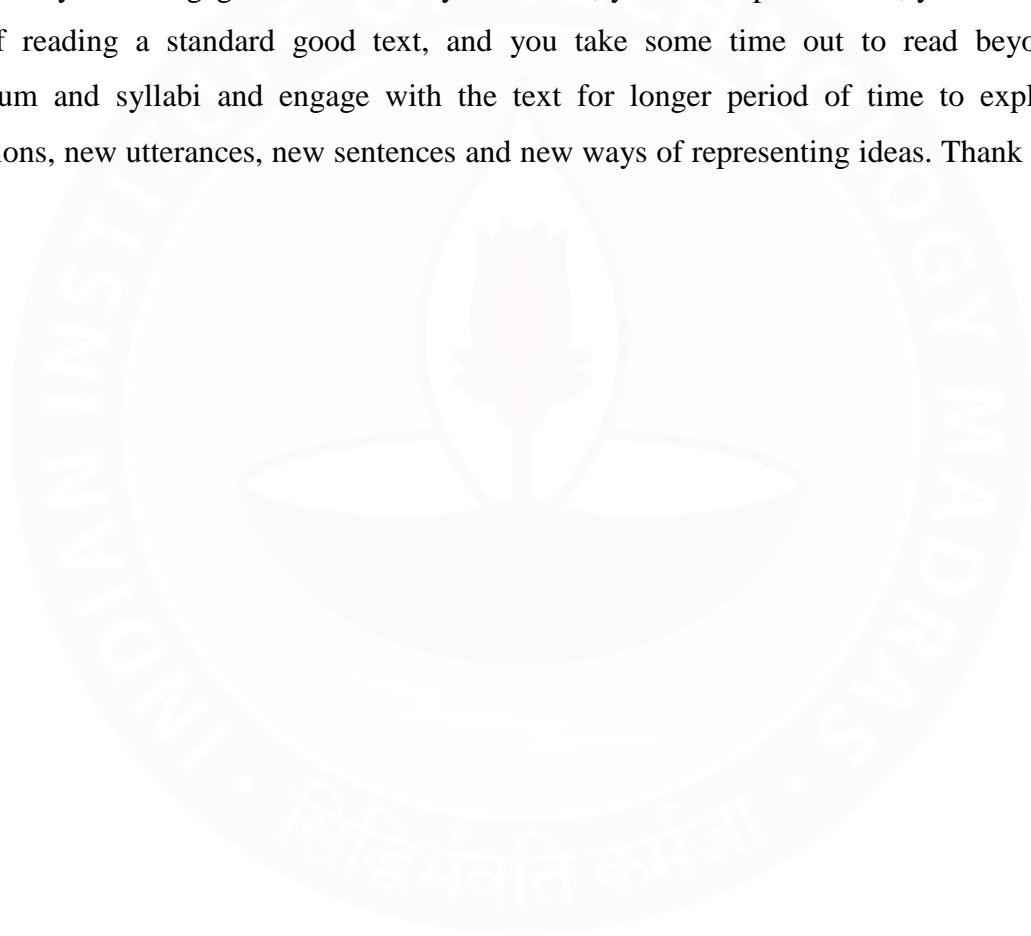 f reading a standard good text, and you take some time out to read
um and syllabi and engage with the text for longer period of time to
ions, new utterances, new sentences and new ways of representing ideas. Thank
INDIAN INSTITUTE OF TECHNOLOGY MADRAS
सिद्धिर्भवति कर्मजा